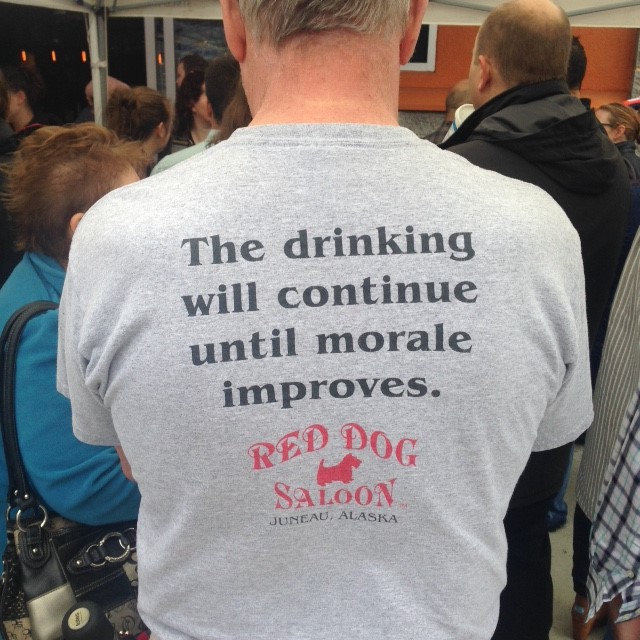 The drinking
will continue
until morale
improves.
RED DOG
SALOON
JUNEAU, ALASKA